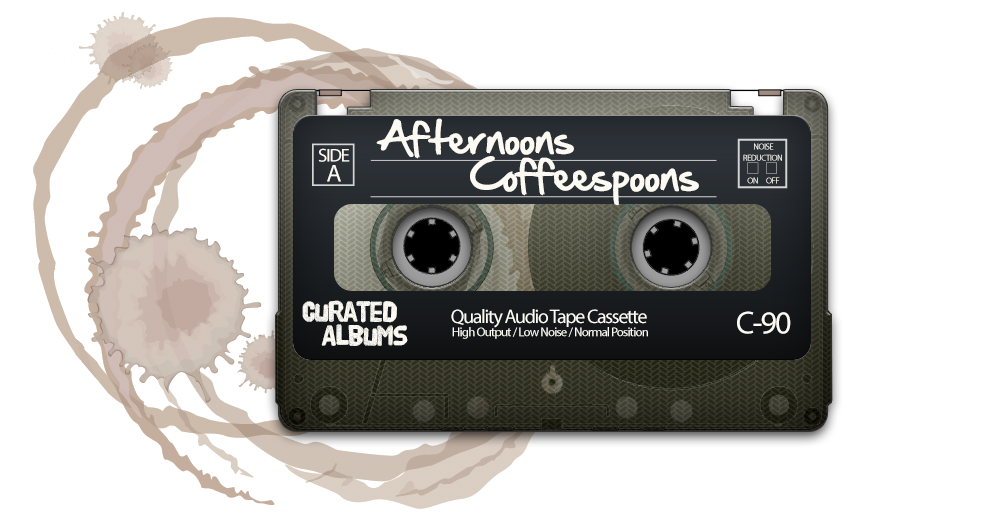 Afternoons
Coffeespoons
SIDE
A
NOISE
REDUCTION
ON OFF
CURATED
ALBUMS
Quality Audio Tape Cassette
High Output / Low Noise / Normal Position
C-90